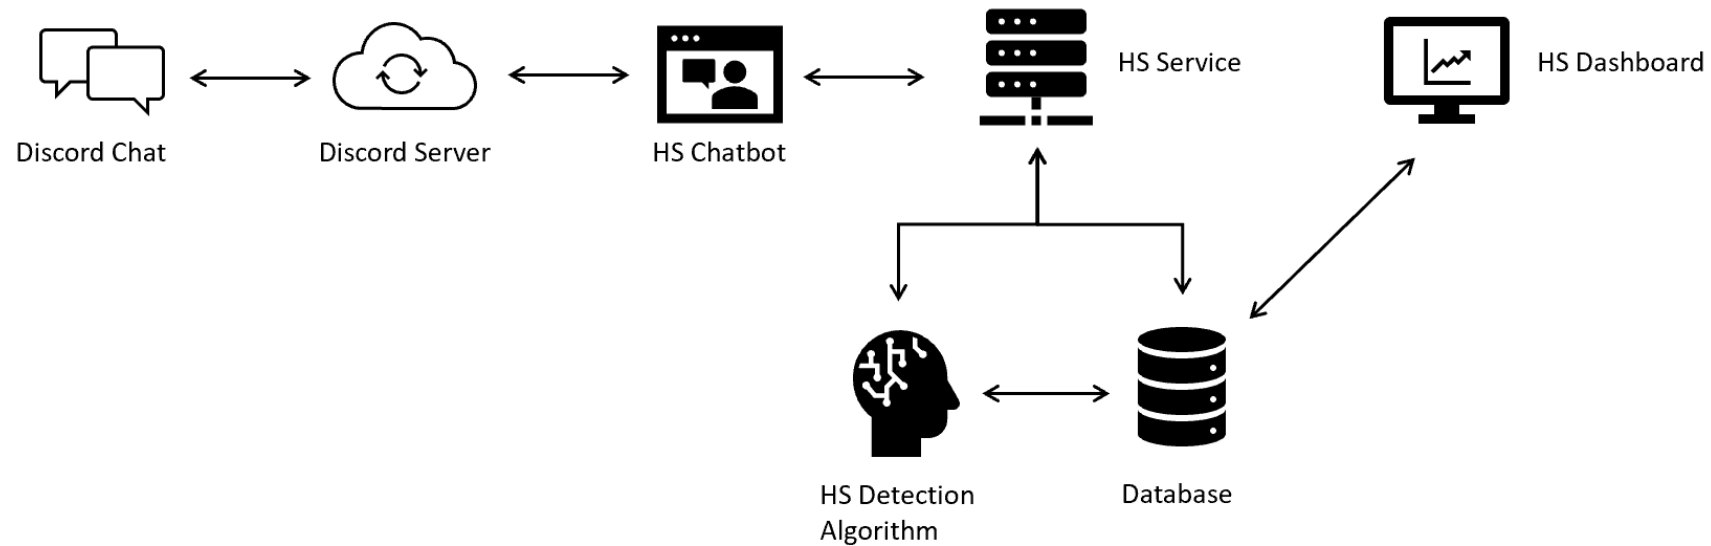 HS Service
HS Dashboard
Discord Chat
Discord Server
HS Chatbot
HS Detection
Algorithm
Database